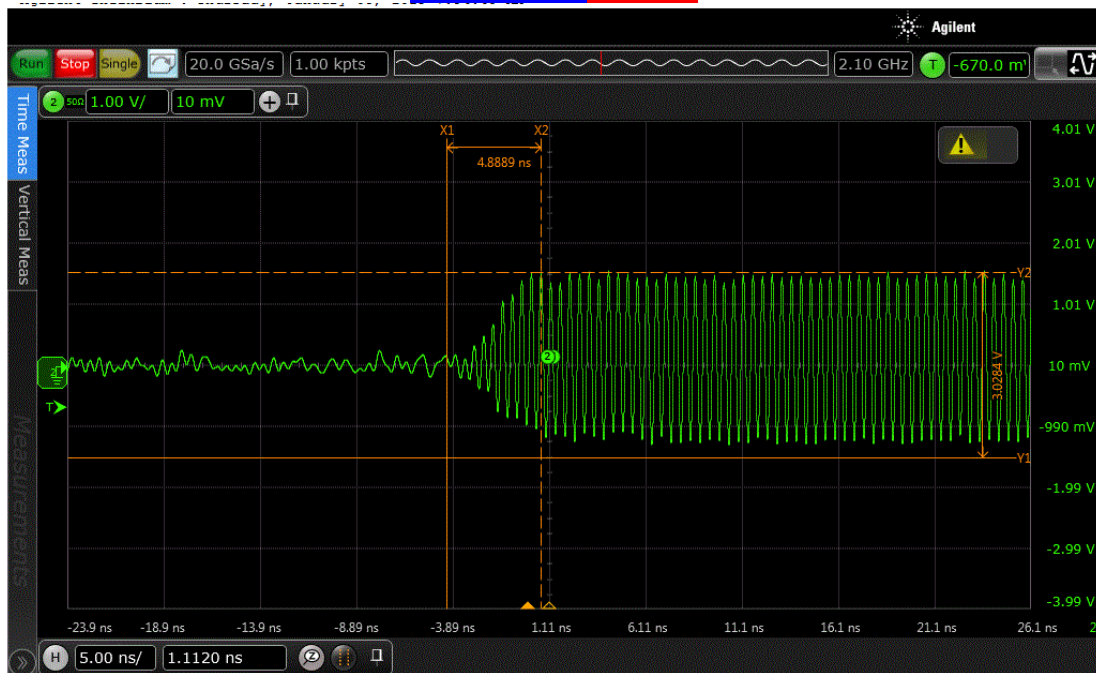 Agilent
Run Stop Single 20.0 GSa/s 1.00 kpts 2.10 GHz T -670.0 m
2 50Ω 1.00 V/ 10 mV
Time Meas
Vertical Meas
Measurements
X1 X2
4.8889 ns
4.01 V
3.01 V
2.01 V
Y2
1.01 V
2
10 mV
3.0284 V
T
-990 mV
Y1
-1.99 V
-2.99 V
-3.99 V
-23.9 ns -18.9 ns -13.9 ns -8.89 ns -3.89 ns 1.11 ns 6.11 ns 11.1 ns 16.1 ns 21.1 ns 26.1 ns 2
H 5.00 ns/ 1.1120 ns